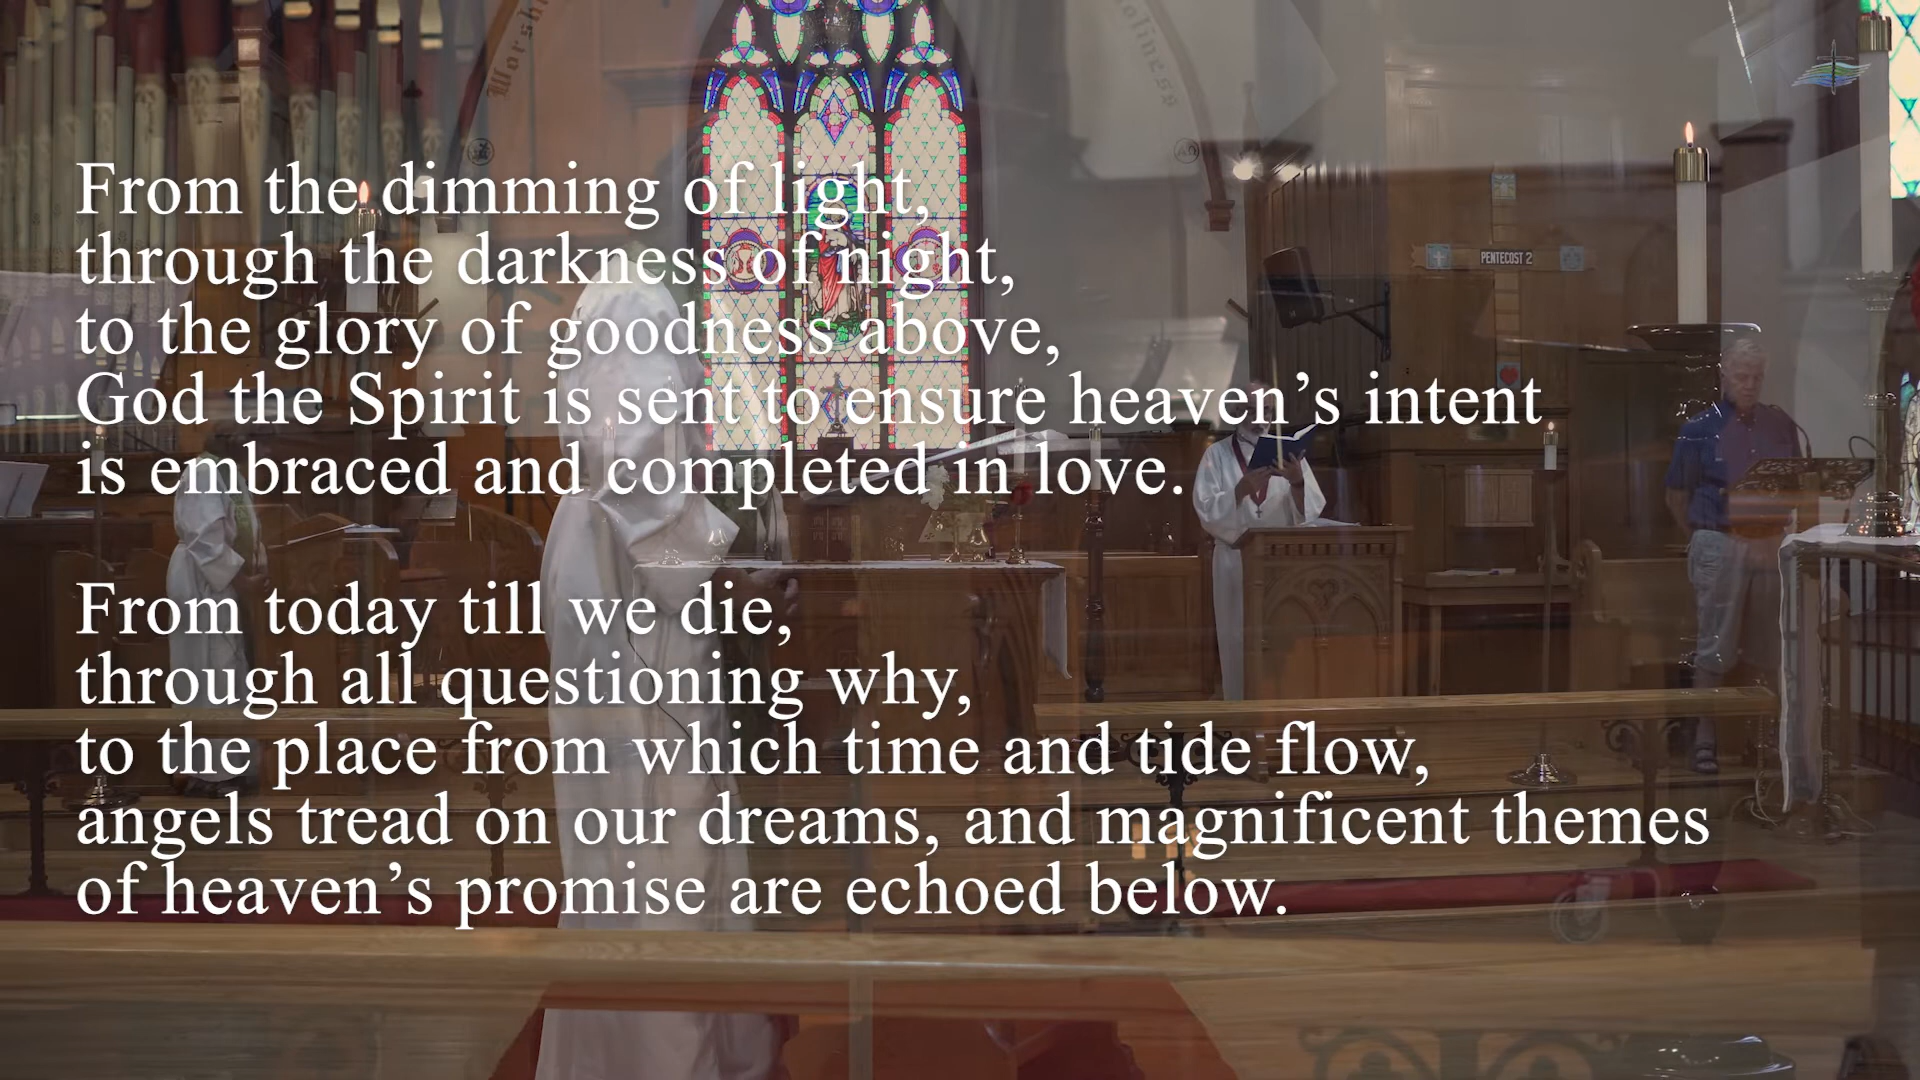 Worship
Holiness
PENTECOST 2
From the dimming of light,
through the darkness of night,
to the glory of goodness above,
God the Spirit is sent to ensure heaven’s intent
is embraced and completed in love.
From today till we die,
through all questioning why,
to the place from which time and tide flow,
angels tread on our dreams, and magnificent themes
of heaven’s promise are echoed below.